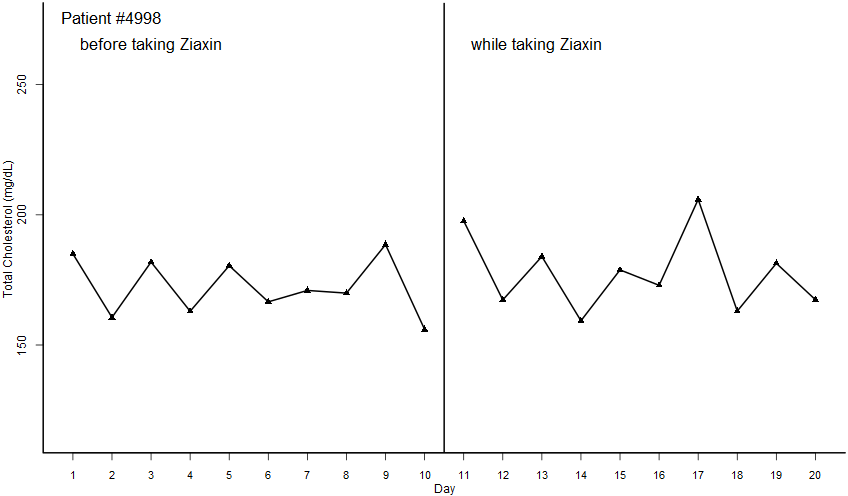 Patient #4998
before taking Ziaxin
while taking Ziaxin
Total Cholesterol (mg/dL)
250
200
150
1 2 3 4 5 6 7 8 9 10 11 12 13 14 15 16 17 18 19 20
Day